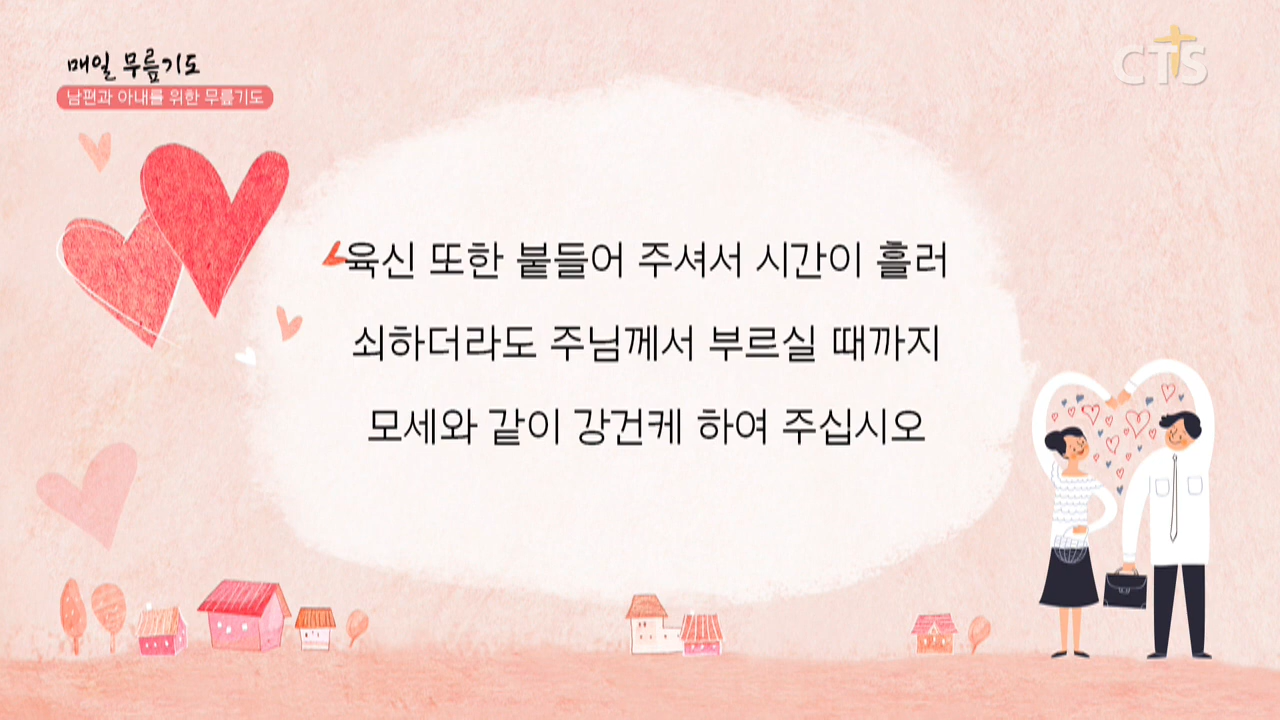 매일 무릎기도
남편과 아내를 위한 무릎기도
CTS
육신 또한 붙들어 주셔서 시간이 흘러
쇠하더라도 주님께서 부르실 때까지
모세와 같이 강건케 하여 주십시오